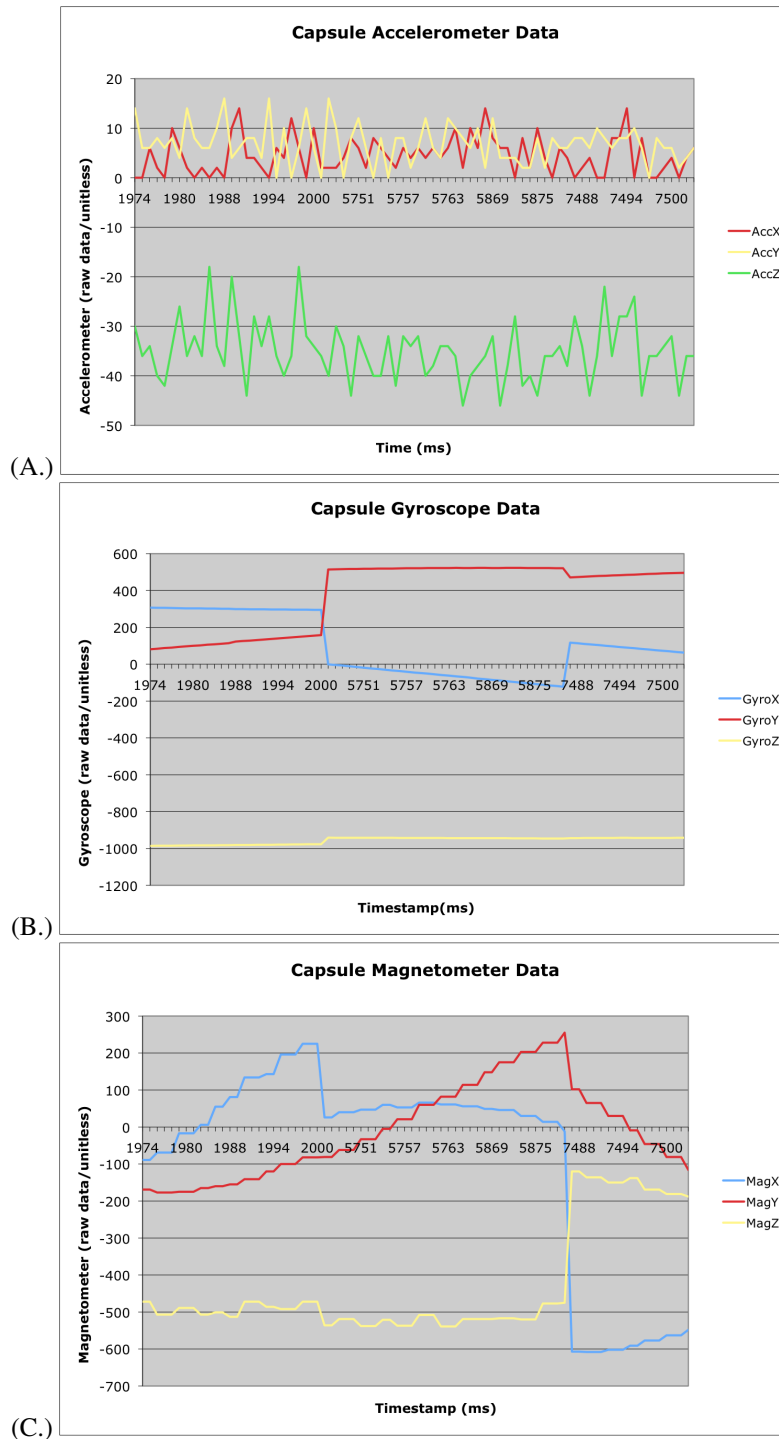 Capsule Accelerometer Data
20
10
0
-10
-20
-30
-40
-50
1974 1980 1988 1994 2000 5751 5757 5763 5869 5875 7488 7494 7500
Accelerometer (raw data/unitless)
Time (ms)
AccX
AccY
AccZ
(A.)
Capsule Gyroscope Data
600
400
200
0
-200
-400
-600
-800
-1000
-1200
1974 1980 1988 1994 2000 5751 5757 5763 5869 5875 7488 7494 7500
Gyroscope (raw data/unitless)
Timestamp(ms)
GyroX
GyroY
GyroZ
(B.)
Capsule Magnetometer Data
300
200
100
0
-100
-200
-300
-400
-500
-600
-700
1974 1980 1988 1994 2000 5751 5757 5763 5869 5875 7488 7494 7500
Magnetometer (raw data/unitless)
Timestamp (ms)
MagX
MagY
MagZ
(C.)